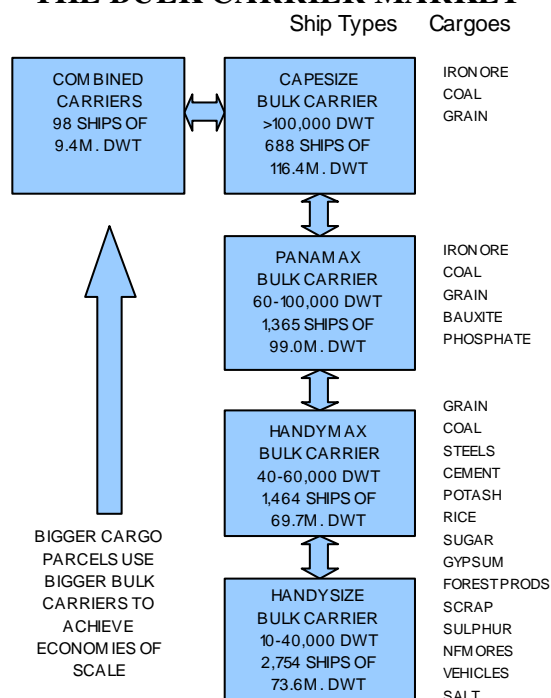 THE BULK CARRIER MARKET
Ship Types Cargoes
COMBINED
CARRIERS
98 SHIPS OF
9.4M. DWT
CAPESIZE
BULK CARRIER
>100,000 DWT
688 SHIPS OF
116.4M. DWT
IRON ORE
COAL
GRAIN
PANAMAX
BULK CARRIER
60-100,000 DWT
1,365 SHIPS OF
99.0M. DWT
IRON ORE
COAL
GRAIN
BAUXITE
PHOSPHATE
HANDYMAX
BULK CARRIER
40-60,000 DWT
1,464 SHIPS OF
69.7M. DWT
HANDYSIZE
BULK CARRIER
10-40,000 DWT
2,754 SHIPS OF
73.6M. DWT
GRAIN
COAL
STEELS
CEMENT
POTASH
RICE
SUGAR
GYPSUM
FOREST PRODS
SCRAP
SULPHUR
NFM ORES
VEHICLES
SALT
BIGGER CARGO
PARCELS USE
BIGGER BULK
CARRIERS TO
ACHIEVE
ECONOMIES OF
SCALE